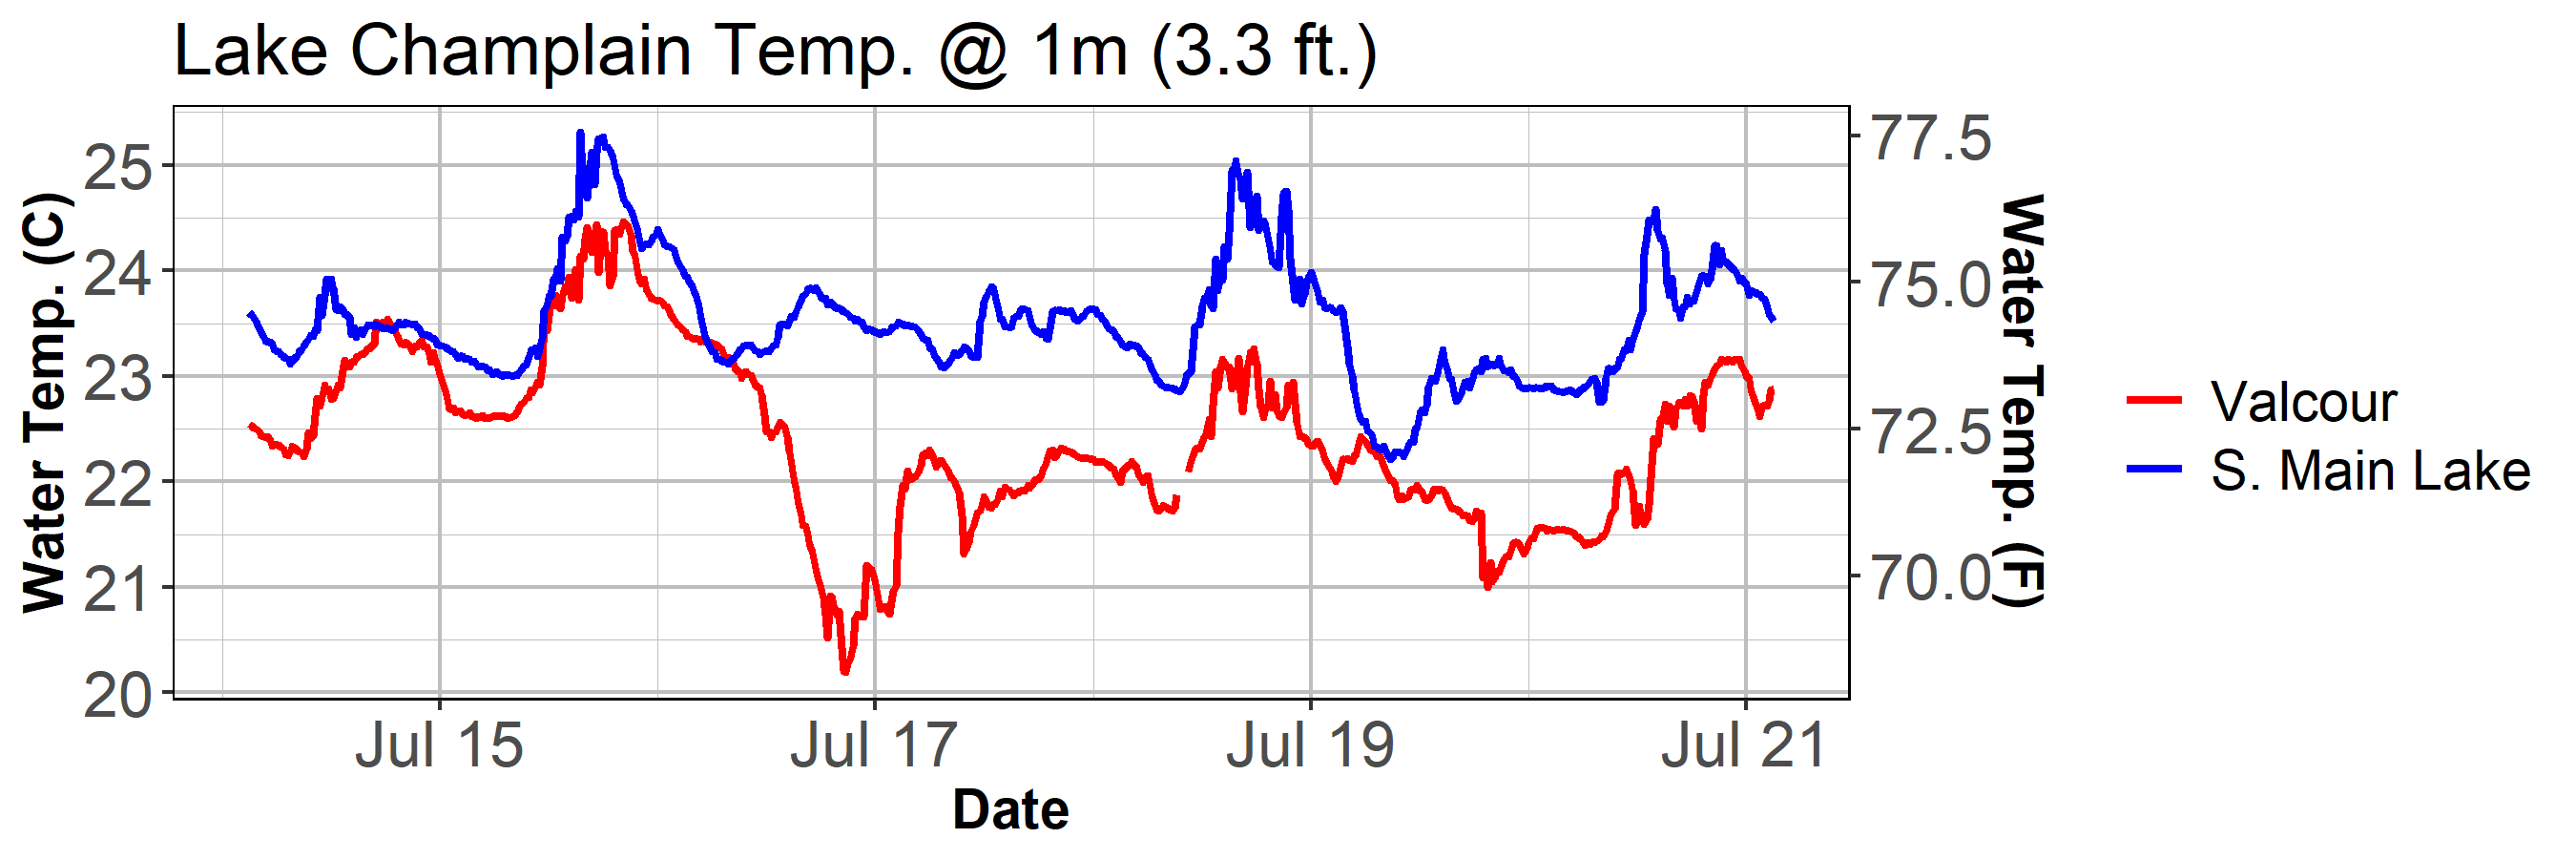 Lake Champlain Temp. @ 1m (3.3 ft.)
Water Temp. (C)
25
24
23
22
21
20
77.5
75.0
72.5
70.0
Water Temp. (F)
Jul 15
Jul 17
Jul 19
Jul 21
Date
Valcour
S. Main Lake